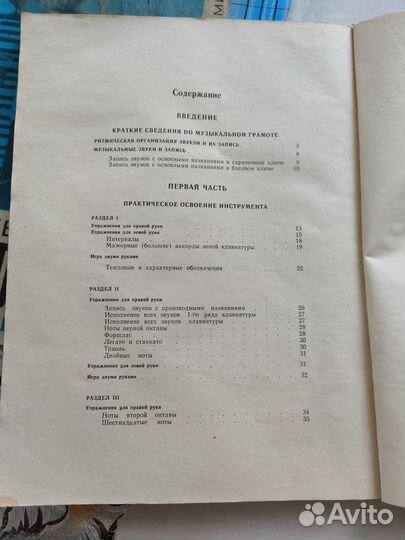 Содержание
ВВЕДЕНИЕ
КРАТКИЕ СВЕДЕНИЯ ПО МУЗЫКАЛЬНОЙ ГРАМОТЕ
РИТМИЧЕСКАЯ ОРГАНИЗАЦИЯ ЗВУКОВ И ИХ ЗАПИСЬ 3
МУЗЫКАЛЬНЫЕ ЗВУКИ И ЗАПИСЬ 8
Запись звуков с основными названиями в скрипичном ключе 9
Запись звуков с основными названиями в басовом ключе 10
ПЕРВАЯ ЧАСТЬ
ПРАКТИЧЕСКОЕ ОСВОЕНИЕ ИНСТРУМЕНТА
РАЗДЕЛ I
Упражнения для правой руки 13
Упражнения для левой руки 15
Интервалы 18
Мажорные (большие) аккорды левой клавиатуры 19
Игра двумя руками
Темповые и характерные обозначения 22
РАЗДЕЛ II
Упражнения для правой руки
Запись звуков с производными названиями 26
Исполнение всех звуков 1-го ряда клавиатуры 27
Исполнение всех звуков клавиатуры 27
Ноты первой октавы 28
Форшлаг 28
Легато и стаккато 30
Триоль 30
Двойные ноты 31
Упражнения для левой руки 31
Игра двумя руками 32
РАЗДЕЛ III
Упражнения для правой руки
Ноты второй октавы 34
Шестнадцатые ноты 35
Avito